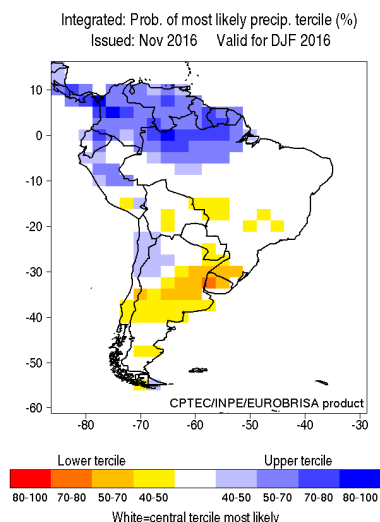 Integrated: Prob. of most likely precip. tercile (%)
Issued: Nov 2016 Valid for DJF 2016
10
0
-10
-20
-30
-40
-50
-60
CPTEC/INPE/EUROBRISA product
-80 -70 -60 -50 -40 -30
Lower tercile Upper tercile
80-100 70-80 50-70 40-50 40-50 50-70 70-80 80-100
White=central tercile most likely